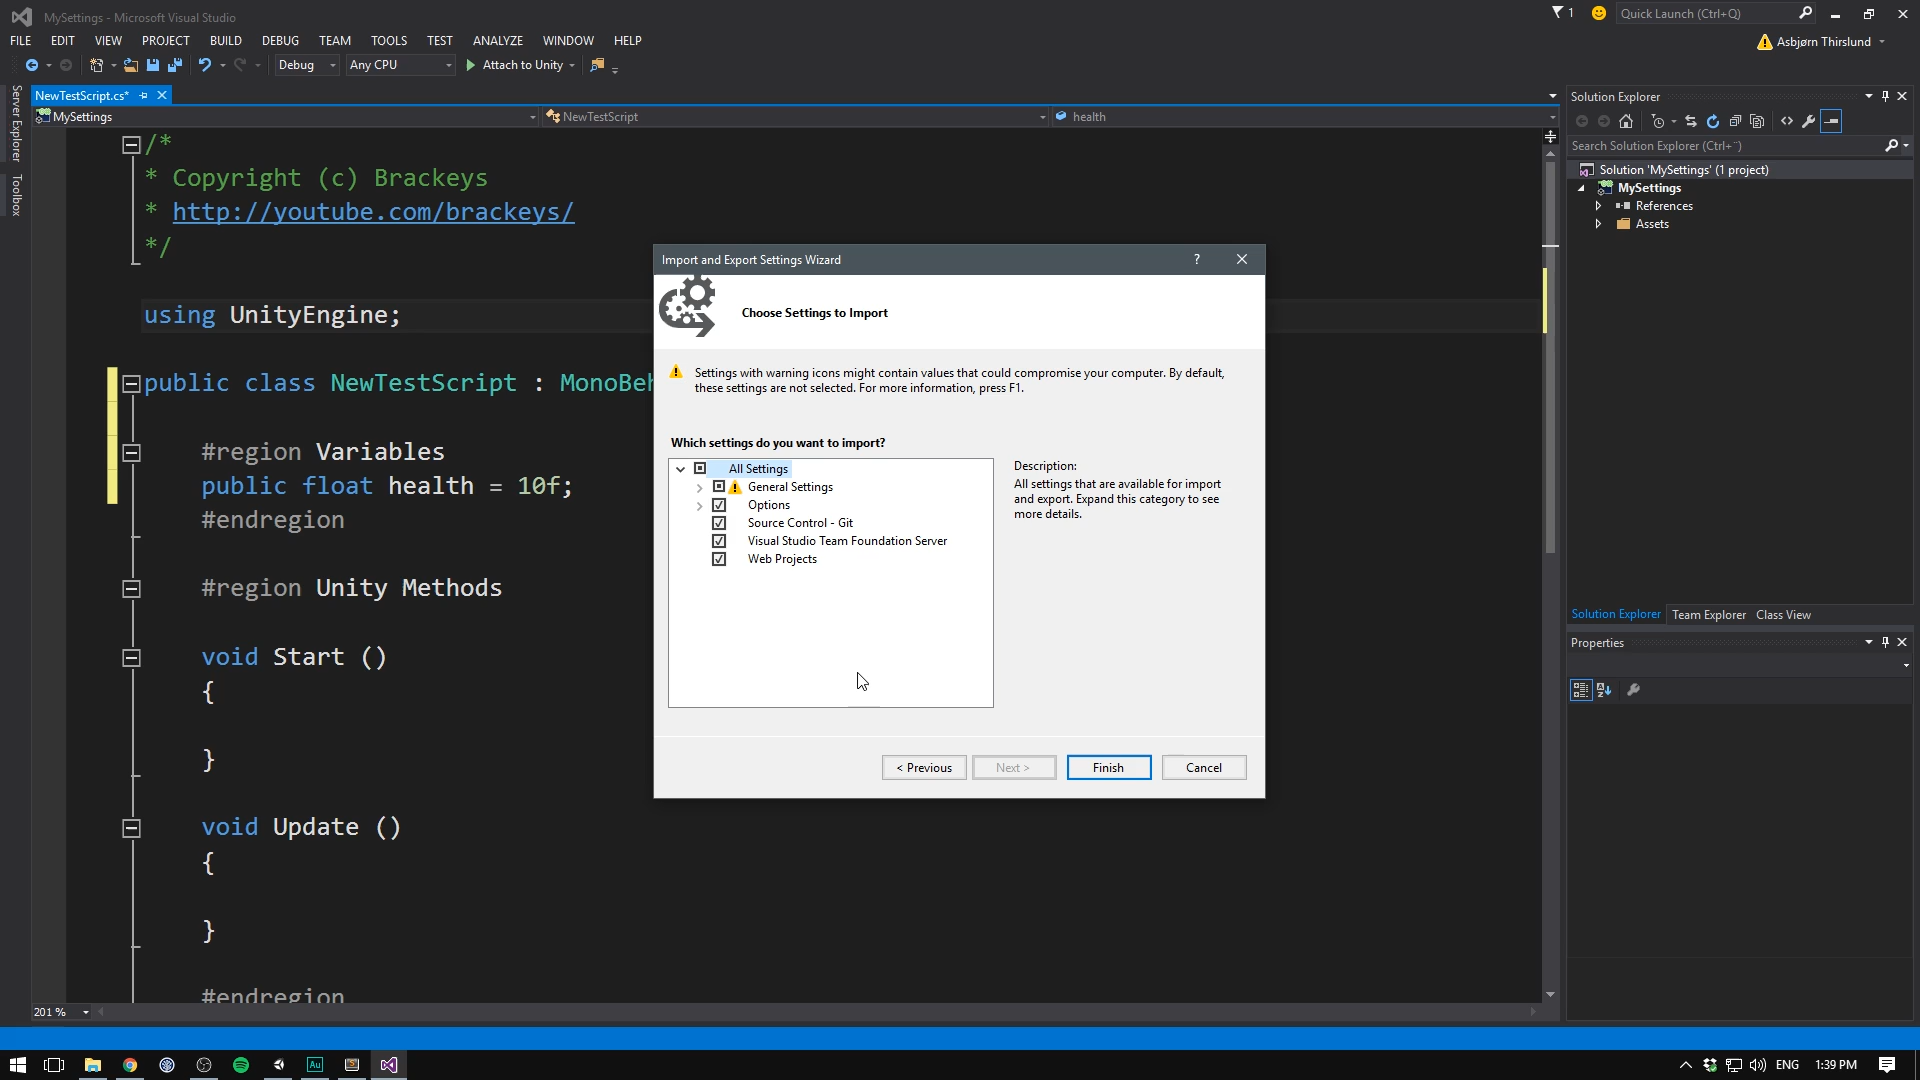 MySettings - Microsoft Visual Studio
1
Quick Launch (Ctrl+Q)
FILE EDIT VIEW PROJECT BUILD DEBUG TEAM TOOLS TEST ANALYZE WINDOW HELP
Asbjørn Thirslund
Debug Any CPU Attach to Unity
Server Explorer
Toolbox
NewTestScript.cs*
MySettings NewTestScript health
/*
* Copyright (c) Brackeys
* http://youtube.com/brackeys/
*/
using UnityEngine;
public class NewTestScript : MonoBeh
#region Variables
public float health = 10f;
#endregion
#region Unity Methods
void Start ()
{
}
void Update ()
{
}
#endregion
201 %
Import and Export Settings Wizard
?
Choose Settings to Import
Settings with warning icons might contain values that could compromise your computer. By default,
these settings are not selected. For more information, press F1.
Which settings do you want to import?
All Settings
General Settings
Options
Source Control - Git
Visual Studio Team Foundation Server
Web Projects
Description:
All settings that are available for import
and export. Expand this category to see
more details.
< Previous Next > Finish Cancel
Solution Explorer
Search Solution Explorer (Ctrl+¨)
Solution 'MySettings' (1 project)
MySettings
References
Assets
Solution Explorer Team Explorer Class View
Properties
Au
ENG 1:39 PM